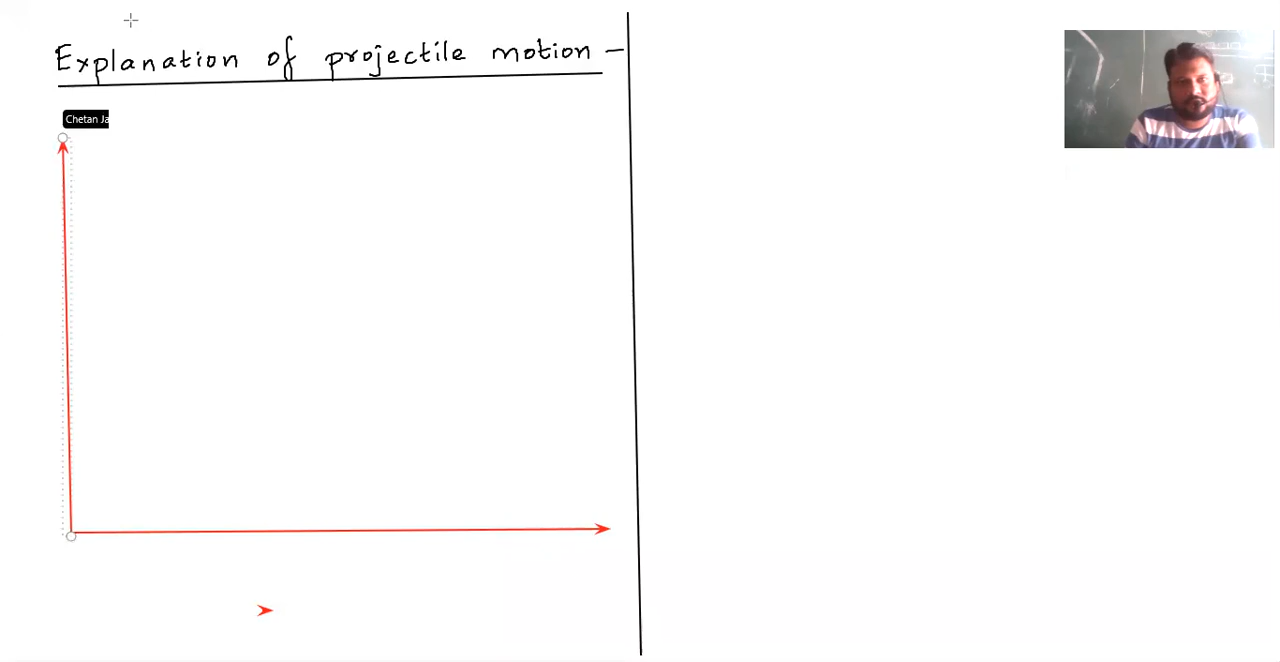 Explanation of projectile motion –
Chetan Ja